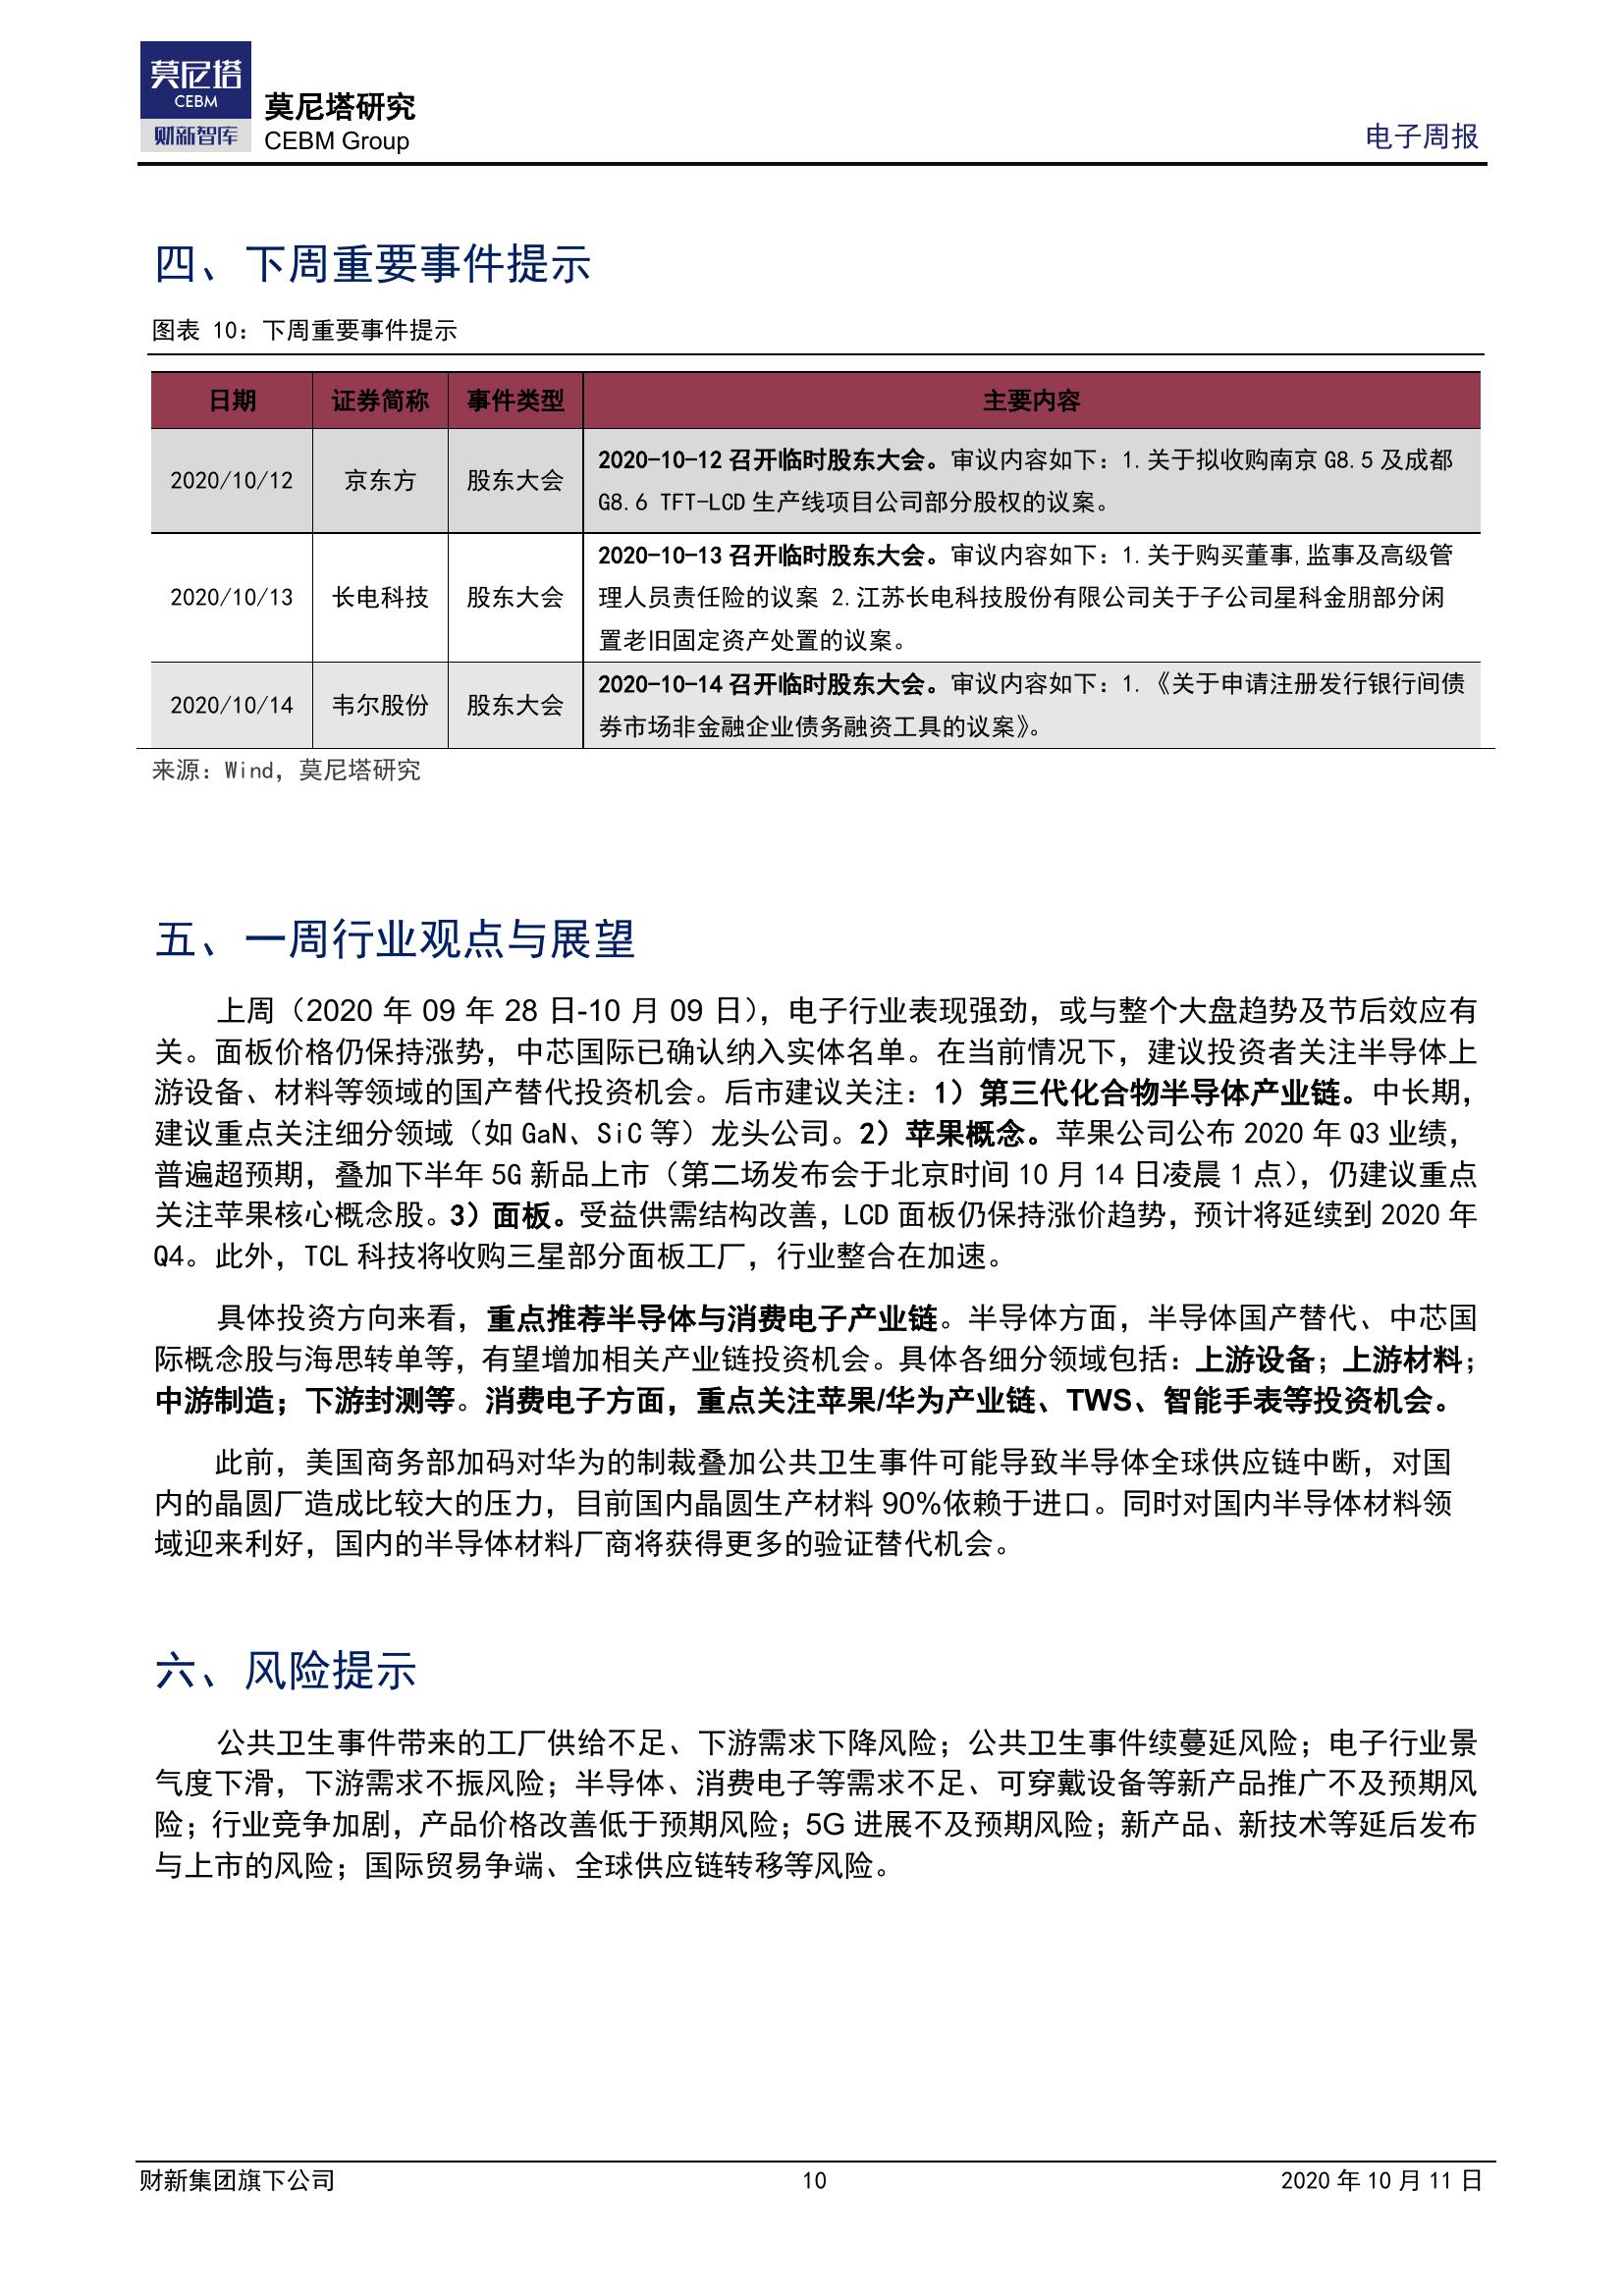 莫尼塔
CEBM
财新智库
莫尼塔研究
CEBM Group
电子周报
四、下周重要事件提示
图表 10：下周重要事件提示
日期 证券简称 事件类型 主要内容
2020/10/12 京东方 股东大会
2020-10-12 召开临时股东大会。审议内容如下：1.关于拟收购南京 G8.5 及成都
G8.6 TFT-LCD 生产线项目公司部分股权的议案。
2020/10/13 长电科技 股东大会
2020-10-13 召开临时股东大会。审议内容如下：1.关于购买董事,监事及高级管
理人员责任险的议案 2.江苏长电科技股份有限公司关于子公司星科金朋部分闲
置老旧固定资产处置的议案。
2020/10/14 韦尔股份 股东大会
2020-10-14 召开临时股东大会。审议内容如下：1.《关于申请注册发行银行间债
券市场非金融企业债务融资工具的议案》。
来源：Wind，莫尼塔研究
五、一周行业观点与展望
上周（2020 年 09 年 28 日-10 月 09 日），电子行业表现强劲，或与整个大盘趋势及节后效应有
关。面板价格仍保持涨势，中芯国际已确认纳入实体名单。在当前情况下，建议投资者关注半导体上
游设备、材料等领域的国产替代投资机会。后市建议关注：1）第三代化合物半导体产业链。中长期，
建议重点关注细分领域（如 GaN、SiC 等）龙头公司。2）苹果概念。苹果公司公布 2020 年 Q3 业绩，
普遍超预期，叠加下半年 5G 新品上市（第二场发布会于北京时间 10 月 14 日凌晨 1 点），仍建议重点
关注苹果核心概念股。3）面板。受益供需结构改善，LCD 面板仍保持涨价趋势，预计将延续到 2020 年
Q4。此外，TCL 科技将收购三星部分面板工厂，行业整合在加速。
具体投资方向来看，重点推荐半导体与消费电子产业链。半导体方面，半导体国产替代、中芯国
际概念股与海思转单等，有望增加相关产业链投资机会。具体各细分领域包括：上游设备；上游材料；
中游制造；下游封测等。消费电子方面，重点关注苹果/华为产业链、TWS、智能手表等投资机会。
此前，美国商务部加码对华为的制裁叠加公共卫生事件可能导致半导体全球供应链中断，对国
内的晶圆厂造成比较大的压力，目前国内晶圆生产材料 90%依赖于进口。同时对国内半导体材料领
域迎来利好，国内的半导体材料厂商将获得更多的验证替代机会。
六、风险提示
公共卫生事件带来的工厂供给不足、下游需求下降风险；公共卫生事件续蔓延风险；电子行业景
气度下滑，下游需求不振风险；半导体、消费电子等需求不足、可穿戴设备等新产品推广不及预期风
险；行业竞争加剧，产品价格改善低于预期风险；5G 进展不及预期风险；新产品、新技术等延后发布
与上市的风险；国际贸易争端、全球供应链转移等风险。
财新集团旗下公司 10 2020 年 10 月 11 日